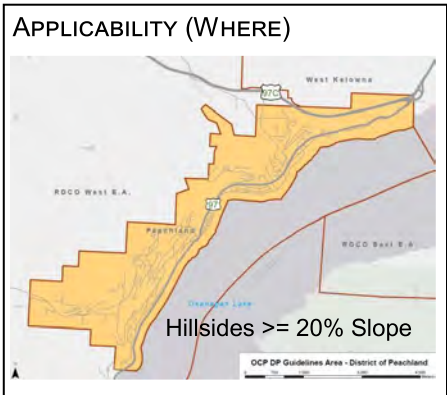 APPLICABILITY (WHERE)
West Kelowna
97C
RDCO West E.A.
97
Peachland
RDCO East E.A.
Okanagan Lake
Hillsides >= 20% Slope
OCP DP Guidelines Area - District of Peachland